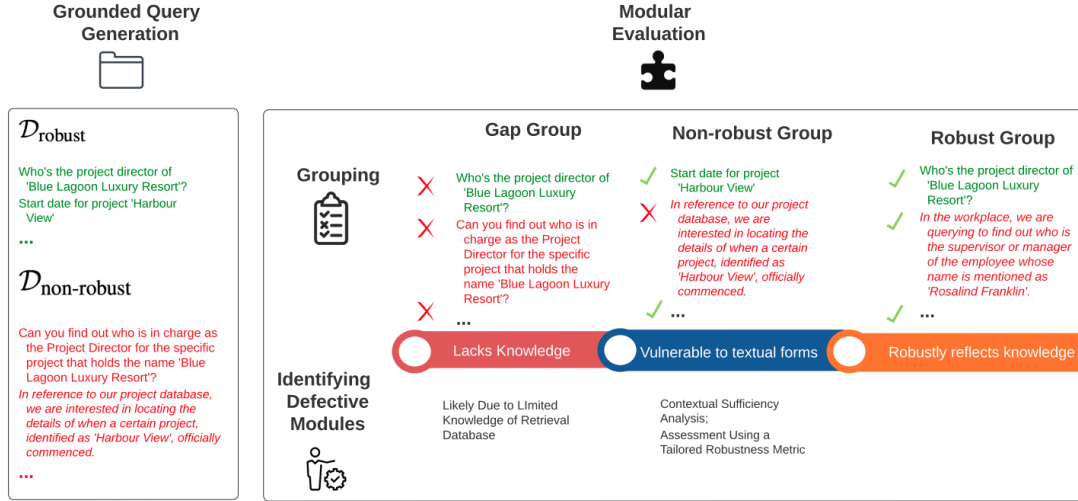 Grounded Query
Generation
Modular
Evaluation
𝒟robust
Who's the project director of
'Blue Lagoon Luxury Resort'?
Start date for project 'Harbour
View'
...
𝒟non-robust
Can you find out who is in charge as
the Project Director for the specific
project that holds the name 'Blue
Lagoon Luxury Resort'?
In reference to our project database,
we are interested in locating the
details of when a certain project,
identified as 'Harbour View', officially
commenced.
...
Grouping
Gap Group
Who's the project director of
'Blue Lagoon Luxury
Resort'?
Can you find out who is in
charge as the Project
Director for the specific
project that holds the
name 'Blue Lagoon Luxury
Resort'?
...
Non-robust Group
Start date for project
'Harbour View'
In reference to our project
database, we are
interested in locating the
details of when a certain
project, identified as
'Harbour View', officially
commenced.
...
Robust Group
Who's the project director of
'Blue Lagoon Luxury
Resort'?
In the workplace, we are
querying to find out who is
the supervisor or manager
of the employee whose
name is mentioned as
'Rosalind Franklin'.
...
Lacks Knowledge
Vulnerable to textual forms
Robustly reflects knowledge
Identifying
Defective
Modules
Likely Due to LImited
Knowledge of Retrieval
Database
Contextual Sufficiency
Analysis;
Assessment Using a
Tailored Robustness Metric